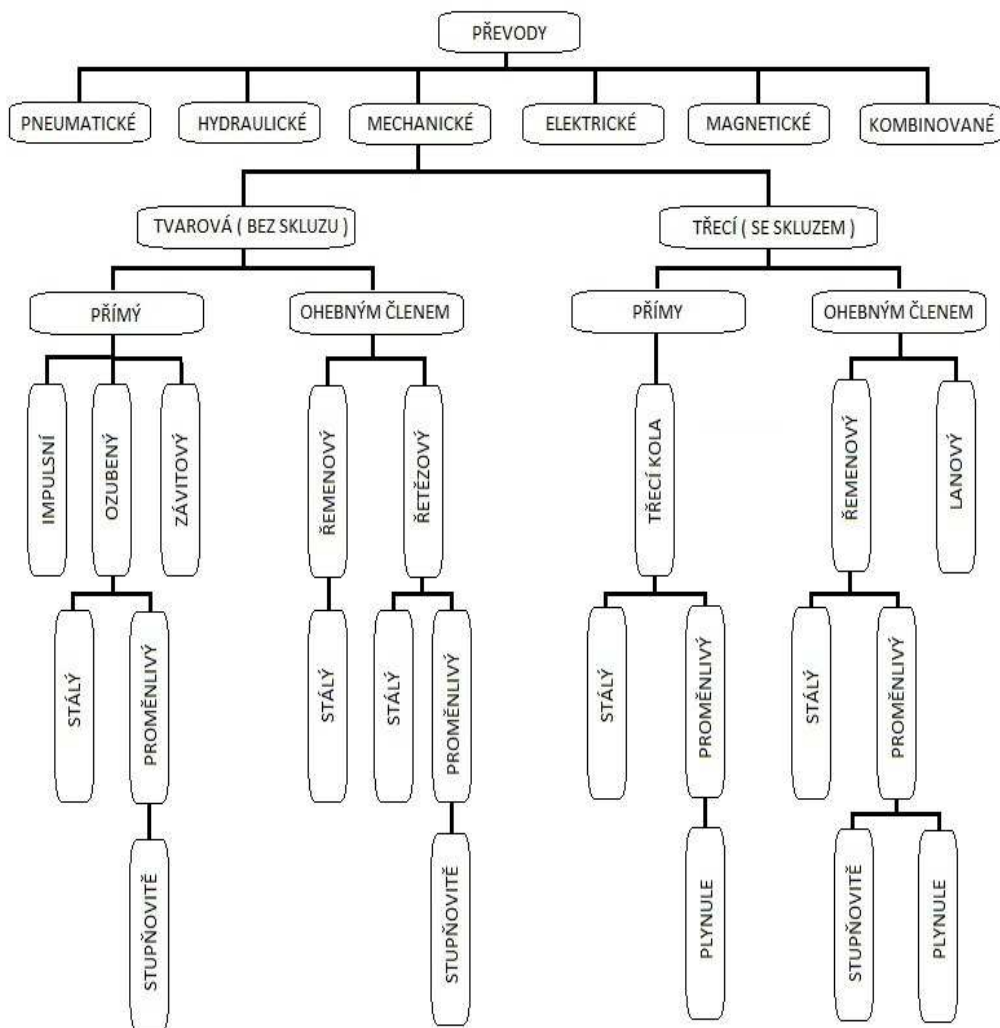 PŘEVODY
PNEUMATICKÉ
HYDRAULICKÉ
MECHANICKÉ
ELEKTRICKÉ
MAGNETICKÉ
KOMBINOVANÉ
TVAROVÁ ( BEZ SKLUZU )
TŘECÍ ( SE SKLUZEM )
PŘÍMÝ
OHEBNÝM ČLENEM
PŘÍMY
OHEBNÝM ČLENEM
IMPULSNÍ
OZUBENÝ
ZÁVITOVÝ
ŘEMENOVÝ
ŘETĚZOVÝ
TŘECÍ KOLA
ŘEMENOVÝ
LANOVÝ
STÁLÝ
PROMĚNLIVÝ
STÁLÝ
STÁLÝ
PROMĚNLIVÝ
STÁLÝ
PROMĚNLIVÝ
STÁLÝ
PROMĚNLIVÝ
STUPŇOVITĚ
STUPŇOVITĚ
PLYNULE
STUPŇOVITĚ
PLYNULE